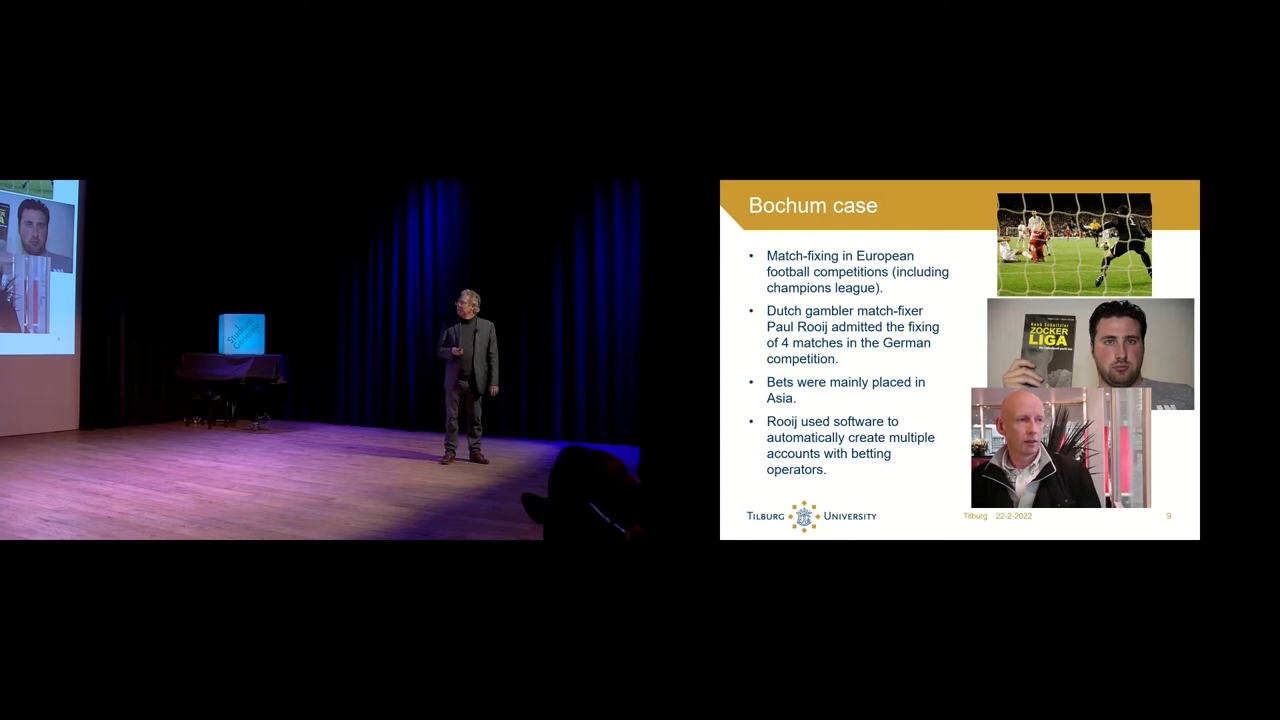 Studium
Generale
Bochum case
• Match-fixing in European
football competitions (including
champions league).
• Dutch gambler match-fixer
Paul Rooij admitted the fixing
of 4 matches in the German
competition.
• Bets were mainly placed in
Asia.
• Rooij used software to
automatically create multiple
accounts with betting
operators.
ZOCKER
LIGA
TILBURG UNIVERSITY
Tilburg 22-2-2022
9